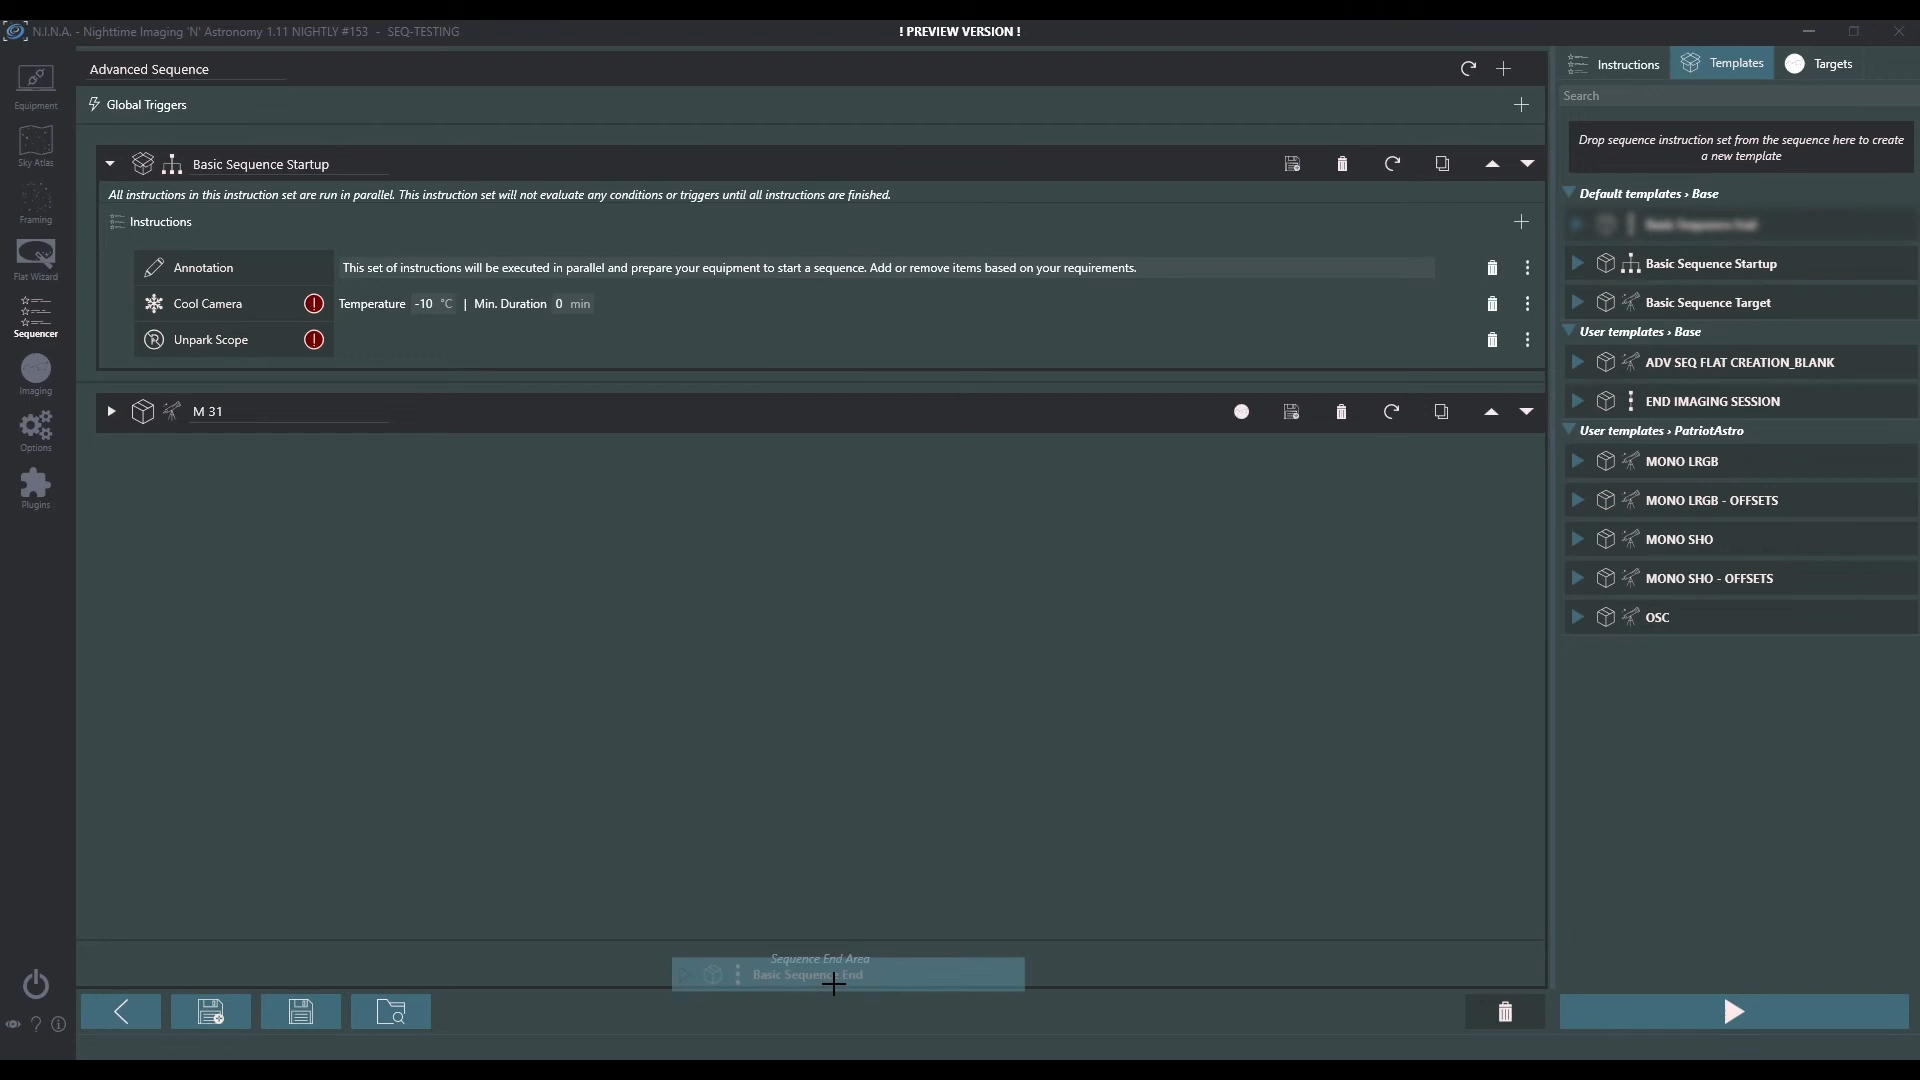 N.I.N.A. - Nighttime Imaging 'N' Astronomy 1.11 NIGHTLY #153 - SEQ-TESTING
! PREVIEW VERSION !
Equipment
Sky Atlas
Framing
Flat Wizard
Sequencer
Imaging
Options
Plugins
Advanced Sequence
Global Triggers
Basic Sequence Startup
All instructions in this instruction set are run in parallel. This instruction set will not evaluate any conditions or triggers until all instructions are finished.
Instructions
Annotation This set of instructions will be executed in parallel and prepare your equipment to start a sequence. Add or remove items based on your requirements.
Cool Camera Temperature -10 °C | Min. Duration 0 min
Unpark Scope
M 31
Sequence End Area
Basic Sequence End
Instructions Templates Targets
Search
Drop sequence instruction set from the sequence here to create
a new template
Default templates › Base
Basic Sequence End
Basic Sequence Startup
Basic Sequence Target
User templates › Base
ADV SEQ FLAT CREATION_BLANK
END IMAGING SESSION
User templates › PatriotAstro
MONO LRGB
MONO LRGB - OFFSETS
MONO SHO
MONO SHO - OFFSETS
OSC